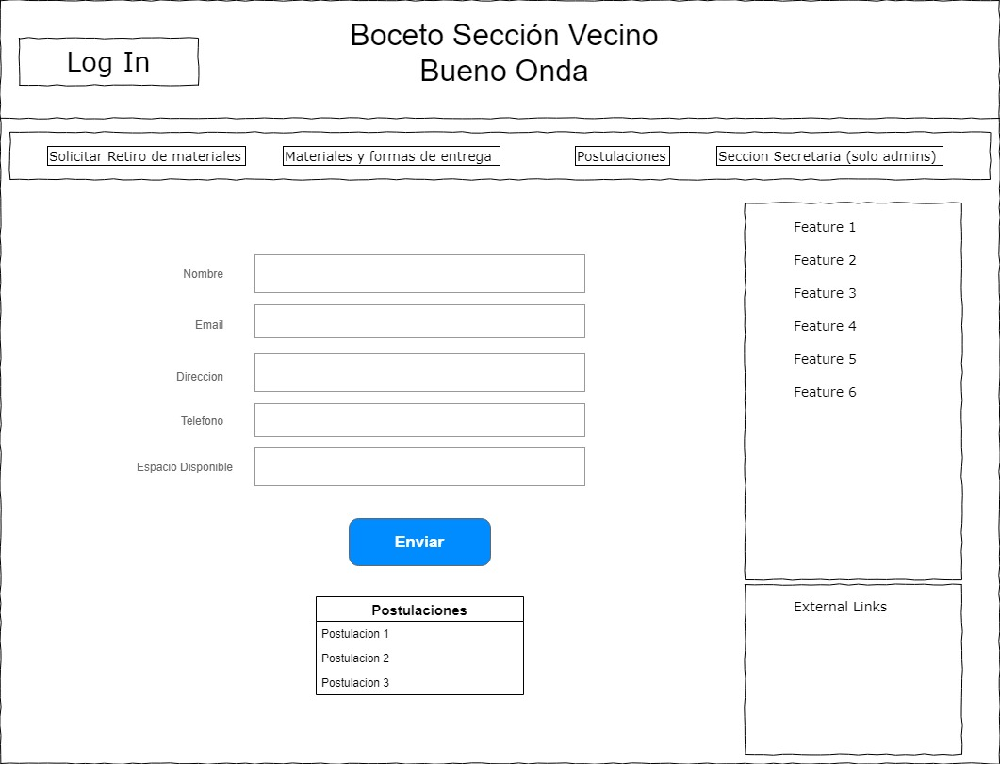 Boceto Sección Vecino
Bueno Onda
Log In
Solicitar Retiro de materiales
Materiales y formas de entrega
Postulaciones
Seccion Secretaria (solo admins)
Nombre
Email
Direccion
Telefono
Espacio Disponible
Enviar
Postulaciones
Postulacion 1
Postulacion 2
Postulacion 3
Feature 1
Feature 2
Feature 3
Feature 4
Feature 5
Feature 6
External Links